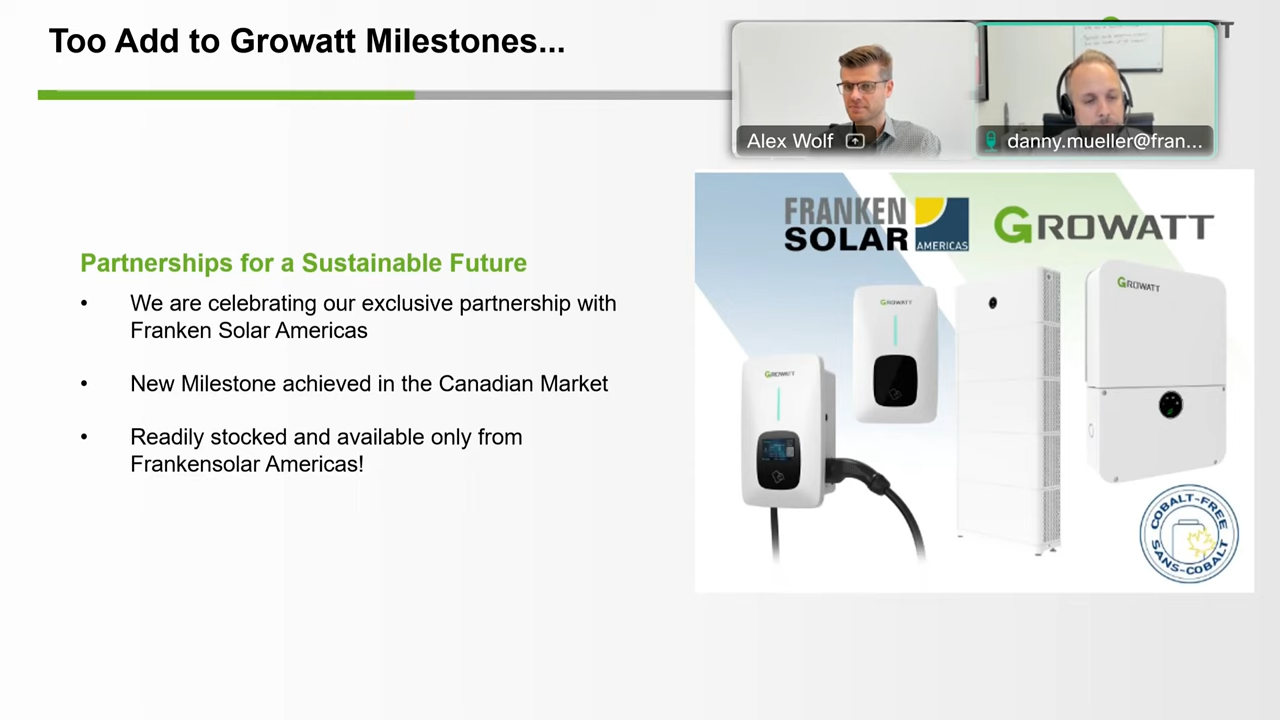 Too Add to Growatt Milestones...
Alex Wolf
danny.mueller@fran...
Partnerships for a Sustainable Future
• We are celebrating our exclusive partnership with
Franken Solar Americas
• New Milestone achieved in the Canadian Market
• Readily stocked and available only from
Frankensolar Americas!
FRANKEN
SOLAR
AMERICAS
GROWATT
GROWATT
GROWATT
GROWATT
COBALT-FREE
SANS-COBALT